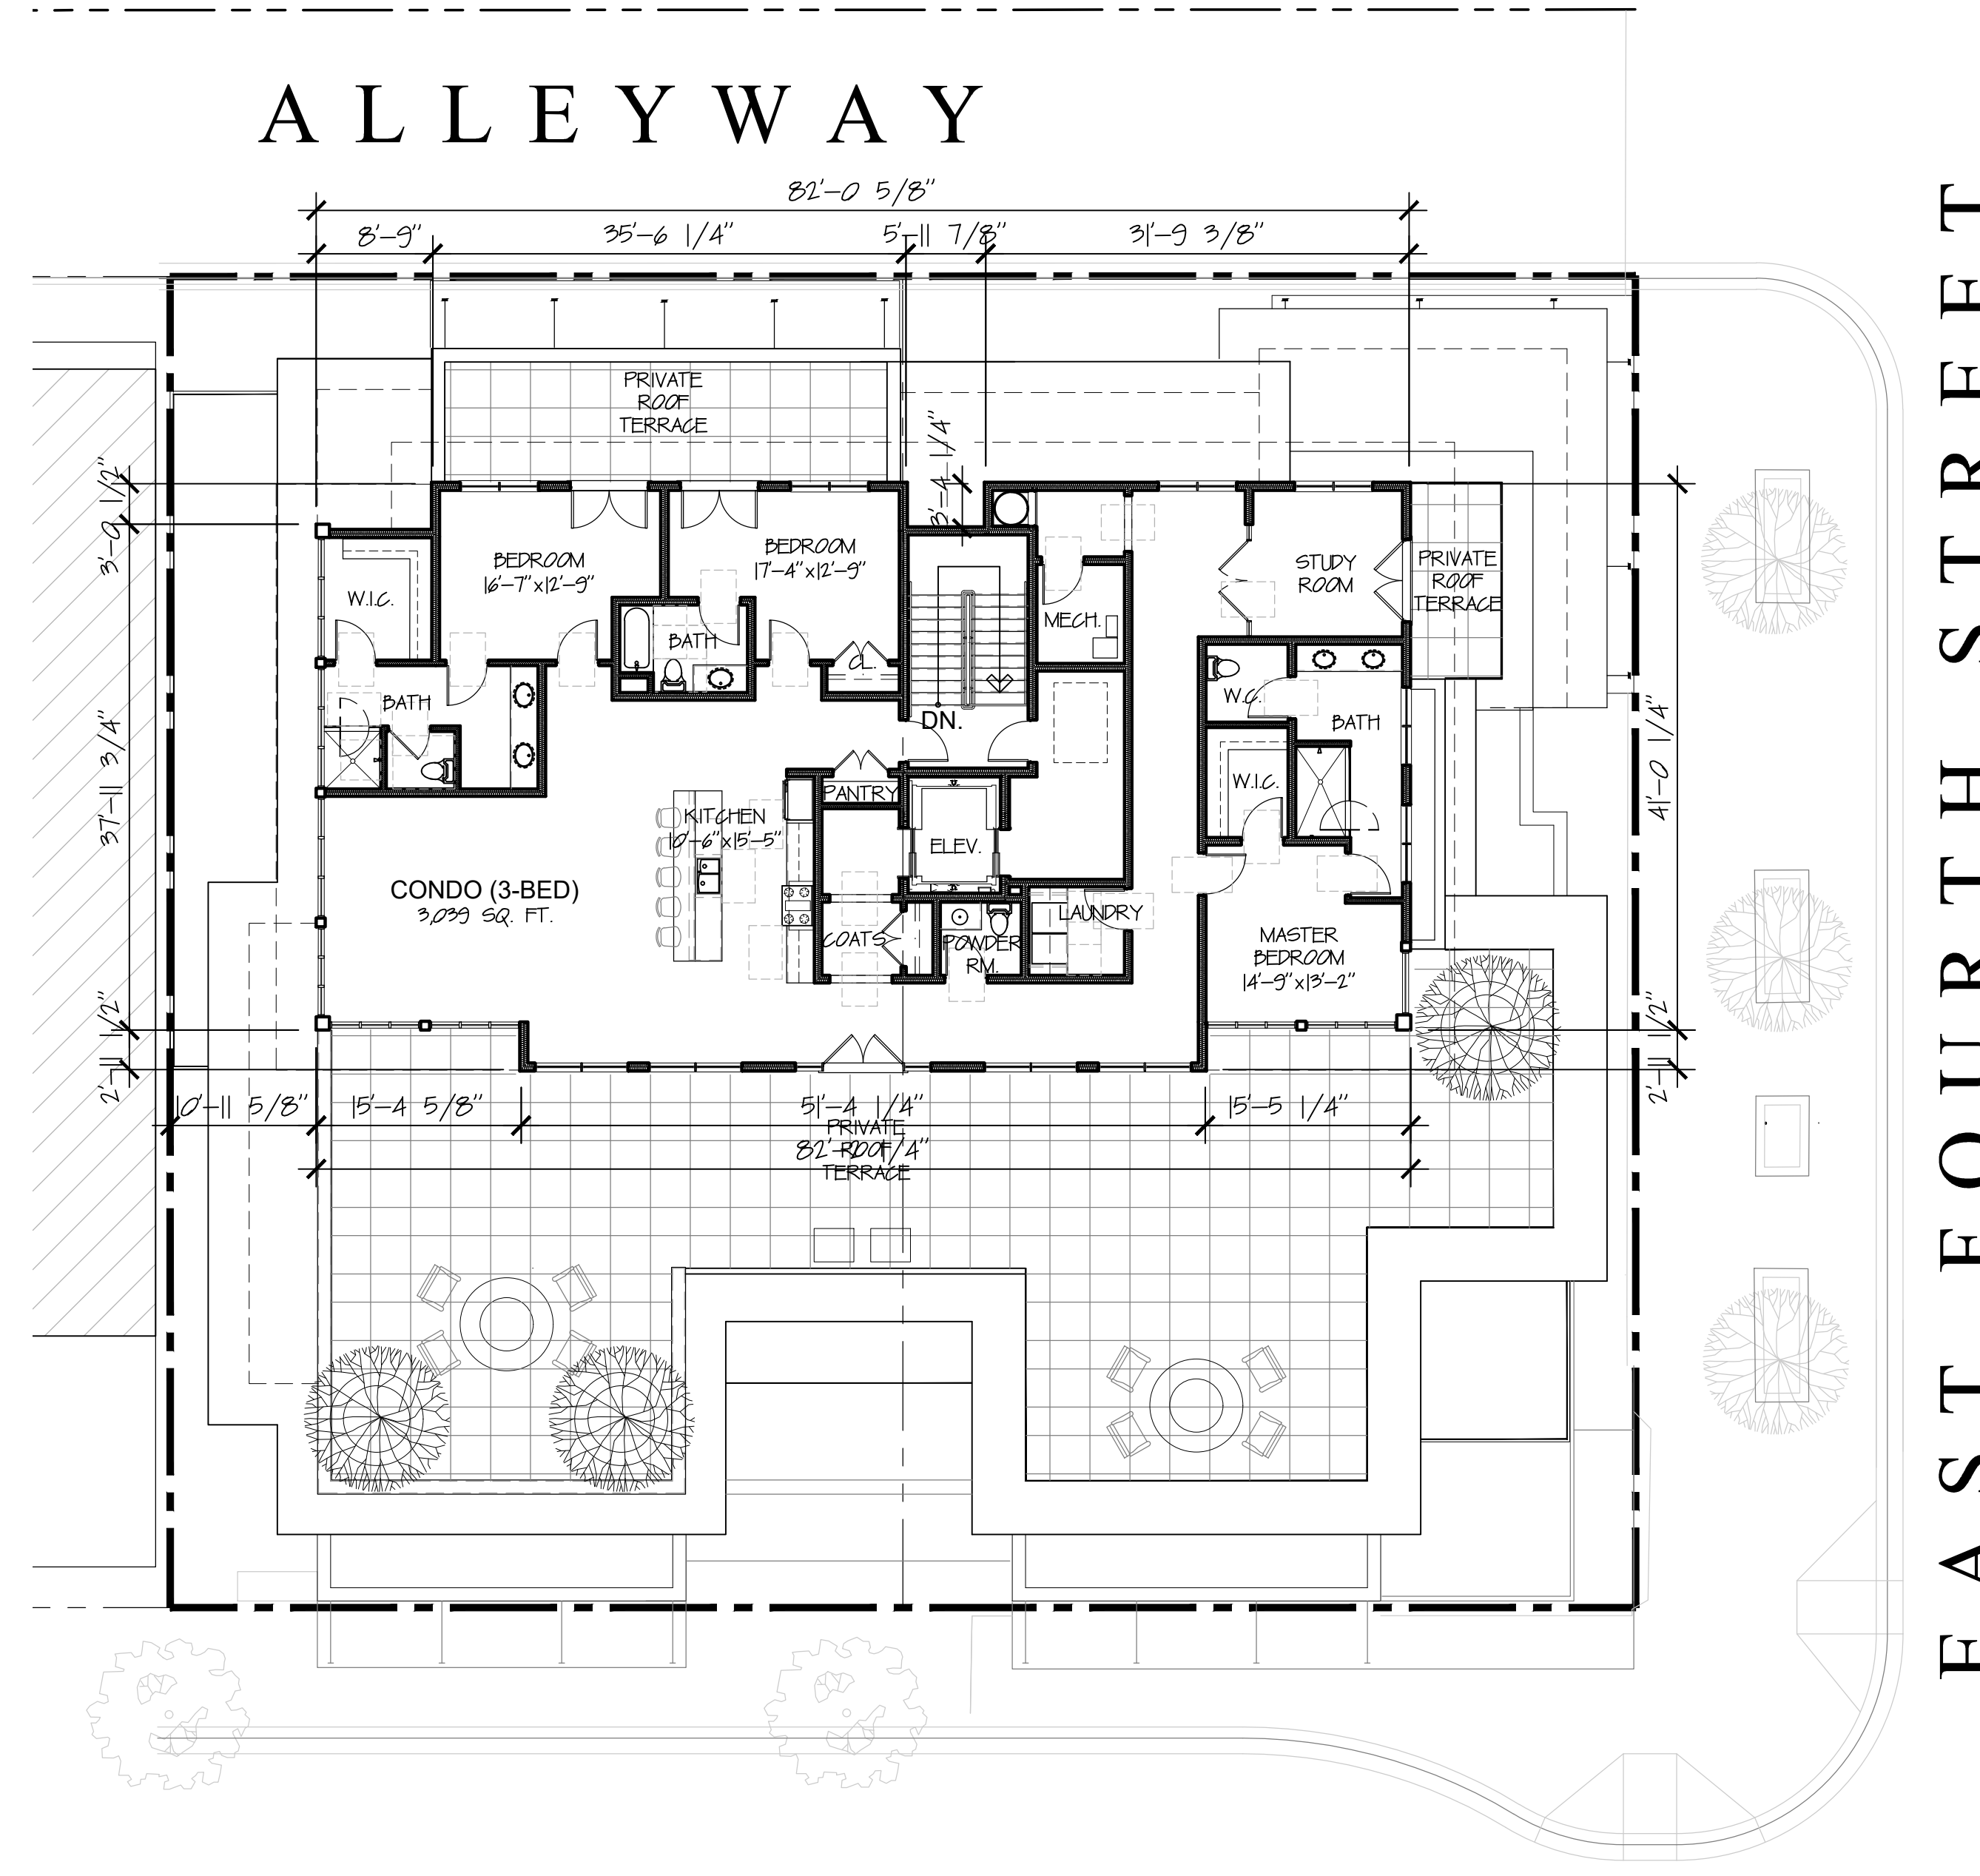 ALLEYWAY
82'-0 5/8"
8'-9"
35'-6 1/4"
5'-11 7/8"
31'-9 3/8"
EAST FOURTH STREET
PRIVATE
ROOF
TERRACE
3'-4 1/4"
3'-0 1/2"
BEDROOM
16'-7"x12'-9"
BEDROOM
17'-4"x12'-9"
STUDY
ROOM
PRIVATE
ROOF
TERRACE
W.I.C.
MECH.
BATH
CL.
BATH
W.C.
BATH
DN.
37'-11 3/4"
41'-0 1/4"
PANTRY
W.I.C.
KITCHEN
10'-6"x15'-5"
ELEV.
CONDO (3-BED)
3,039 SQ. FT.
LAUNDRY
COATS
POWDER
RM.
MASTER
BEDROOM
14'-9"x13'-2"
2'-11 1/2"
2'-11 1/2"
10'-11 5/8"
15'-4 5/8"
51'-4 1/4"
15'-5 1/4"
PRIVATE
ROOF
TERRACE